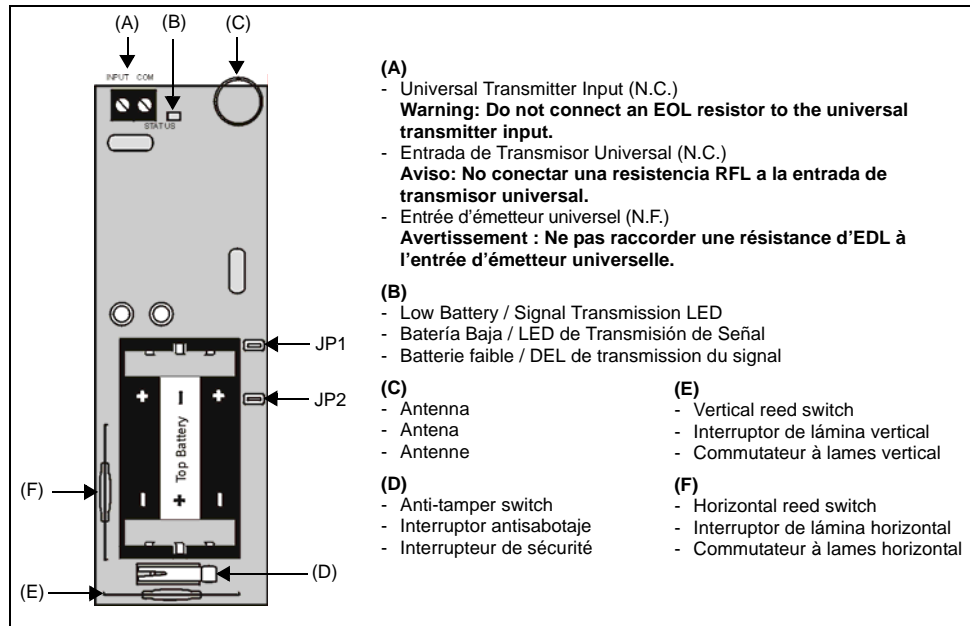 (A) (B) (C)
INPUT COM
STATUS
JP1
JP2
+ − +
Top Battery
− + −
(F)
(D)
(E)
(A)
- Universal Transmitter Input (N.C.)
Warning: Do not connect an EOL resistor to the universal
transmitter input.
- Entrada de Transmisor Universal (N.C.)
Aviso: No conectar una resistencia RFL a la entrada de
transmisor universal.
- Entrée d’émetteur universel (N.F.)
Avertissement : Ne pas raccorder une résistance d’EDL à
l’entrée d’émetteur universelle.
(B)
- Low Battery / Signal Transmission LED
- Batería Baja / LED de Transmisión de Señal
- Batterie faible / DEL de transmission du signal
(C)
- Antenna
- Antena
- Antenne
(D)
- Anti-tamper switch
- Interruptor antisabotaje
- Interrupteur de sécurité
(E)
- Vertical reed switch
- Interruptor de lámina vertical
- Commutateur à lames vertical
(F)
- Horizontal reed switch
- Interruptor de lámina horizontal
- Commutateur à lames horizontal